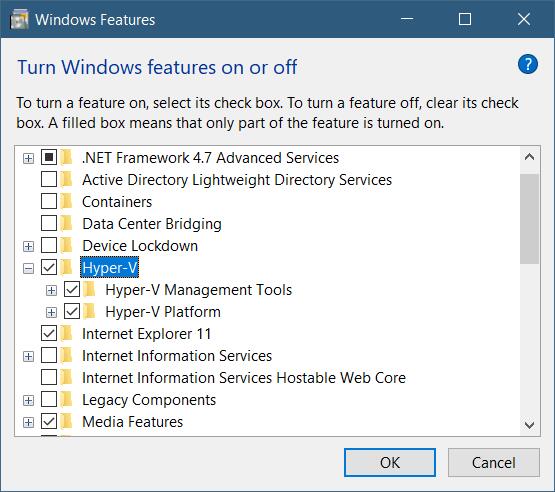 Windows Features
Turn Windows features on or off
?
To turn a feature on, select its check box. To turn a feature off, clear its check
box. A filled box means that only part of the feature is turned on.
.NET Framework 4.7 Advanced Services
Active Directory Lightweight Directory Services
Containers
Data Center Bridging
Device Lockdown
Hyper-V
Hyper-V Management Tools
Hyper-V Platform
Internet Explorer 11
Internet Information Services
Internet Information Services Hostable Web Core
Legacy Components
Media Features
OK
Cancel